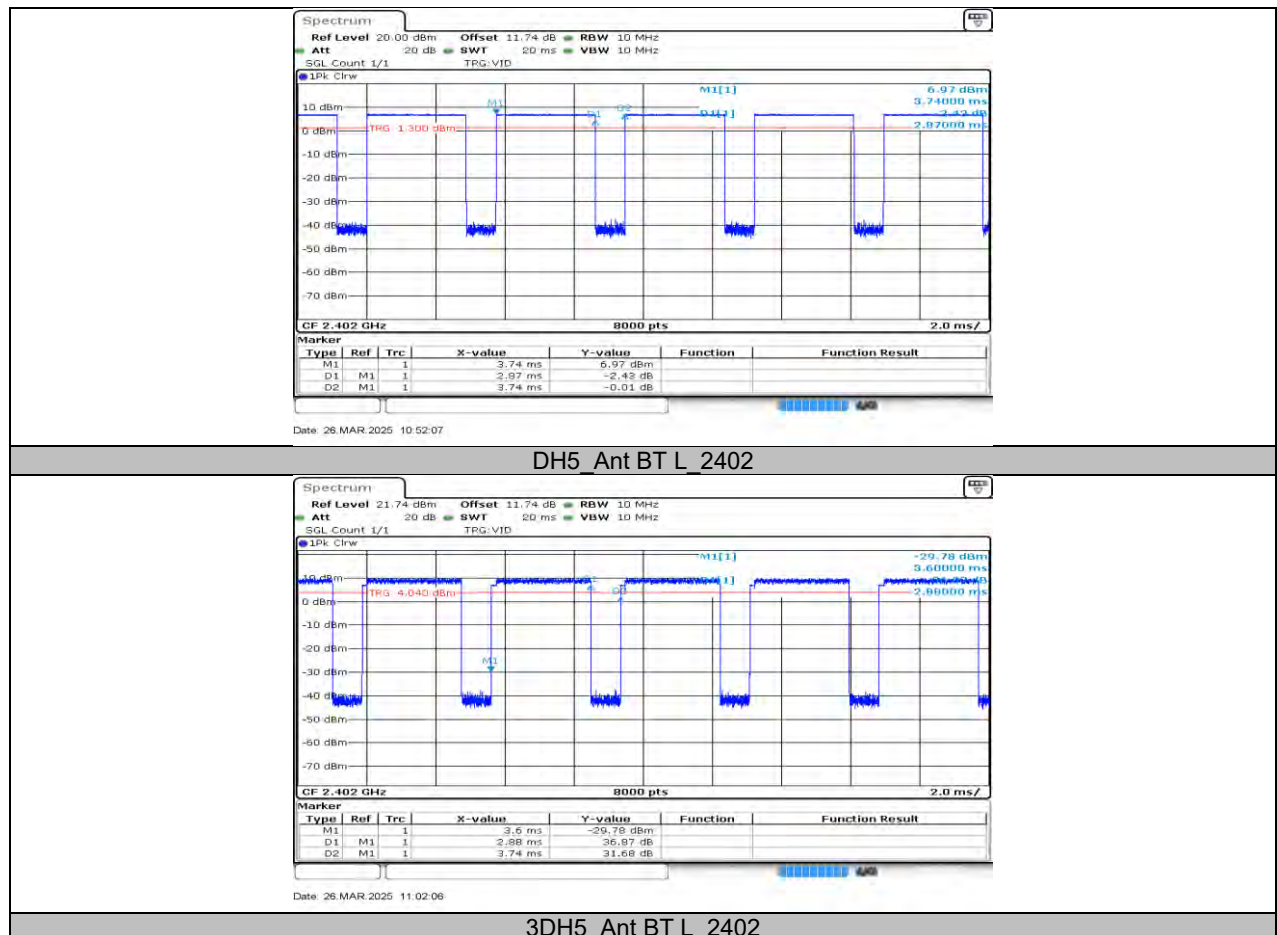 Spectrum
Ref Level 20.00 dBm Offset 11.74 dB RBW 10 MHz
Att 20 dB SWT 20 ms VBW 10 MHz
SGL Count 1/1 TRG:VID
1Pk Clrw
M1[1] 6.97 dBm
3.74000 ms
D1[1] -2.43 dB
2.87000 ms
M1
D1
D2
10 dBm
0 dBm
TRG 1.300 dBm
-10 dBm
-20 dBm
-30 dBm
-40 dBm
-50 dBm
-60 dBm
-70 dBm
CF 2.402 GHz 8000 pts 2.0 ms/
Marker
Type Ref Trc X-value Y-value Function Function Result
M1 1 3.74 ms 6.97 dBm
D1 M1 1 2.87 ms -2.43 dB
D2 M1 1 3.74 ms -0.01 dB
Date: 26.MAR.2025 10:52:07
DH5_Ant BT L_2402
Spectrum
Ref Level 21.74 dBm Offset 11.74 dB RBW 10 MHz
Att 20 dB SWT 20 ms VBW 10 MHz
SGL Count 1/1 TRG:VID
1Pk Clrw
M1[1] -29.78 dBm
3.60000 ms
2.88000 ms
10 dBm
TRG 4.040 dBm
0 dBm
-10 dBm
-20 dBm
M1
-30 dBm
-40 dBm
-50 dBm
-60 dBm
-70 dBm
CF 2.402 GHz 8000 pts 2.0 ms/
Marker
Type Ref Trc X-value Y-value Function Function Result
M1 1 3.6 ms -29.78 dBm
D1 M1 1 2.88 ms 36.87 dB
D2 M1 1 3.74 ms 31.68 dB
Date: 26.MAR.2025 11:02:06
3DH5_Ant BT L_2402